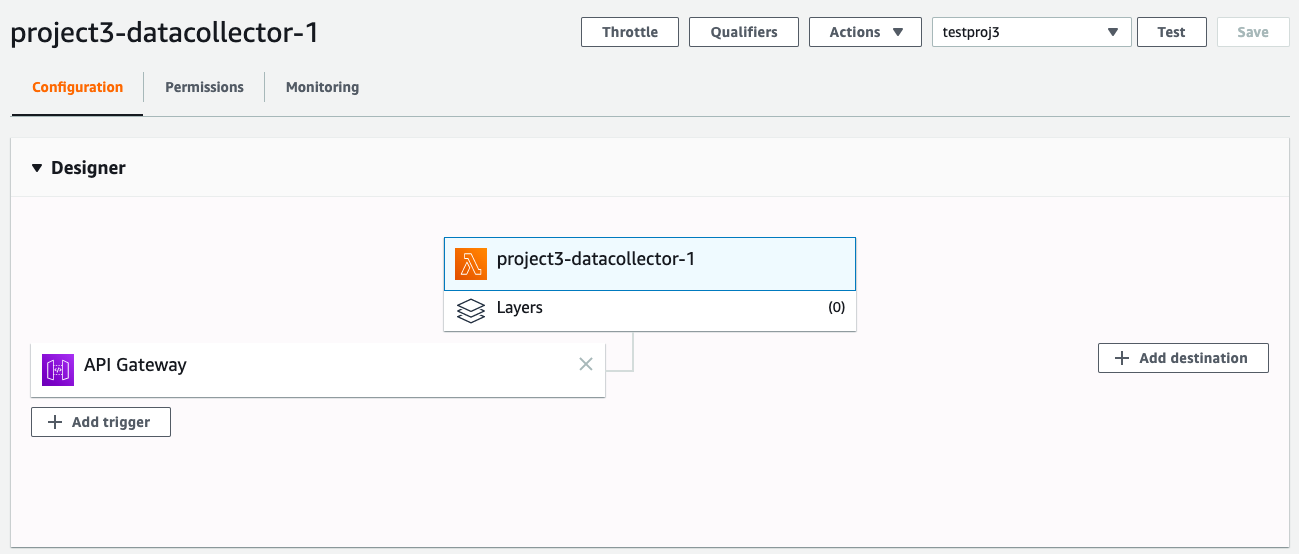 project3-datacollector-1
Throttle
Qualifiers
Actions
testproj3
Test
Save
Configuration
Permissions
Monitoring
Designer
project3-datacollector-1
Layers (0)
API Gateway
Add destination
Add trigger